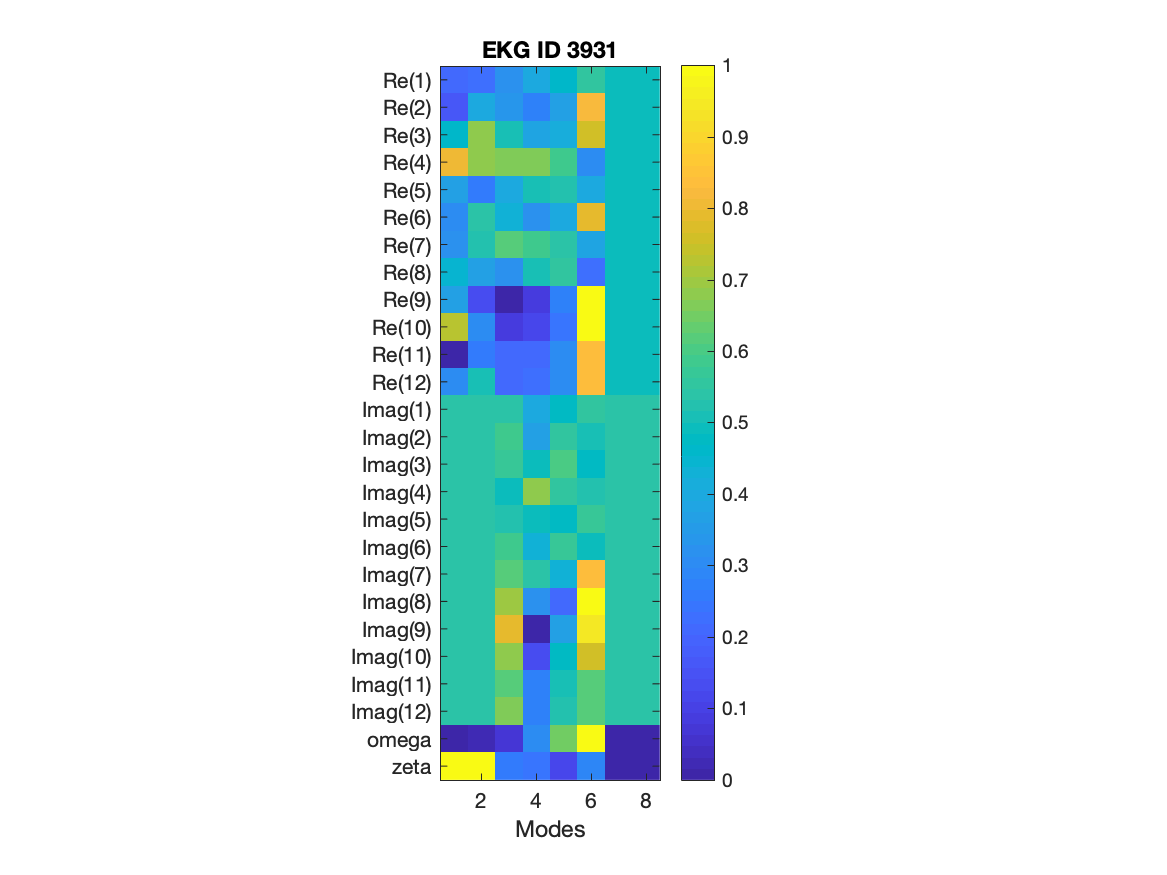 EKG ID 3931
Re(1)
Re(2)
Re(3)
Re(4)
Re(5)
Re(6)
Re(7)
Re(8)
Re(9)
Re(10)
Re(11)
Re(12)
Imag(1)
Imag(2)
Imag(3)
Imag(4)
Imag(5)
Imag(6)
Imag(7)
Imag(8)
Imag(9)
Imag(10)
Imag(11)
Imag(12)
omega
zeta
2 4 6 8
Modes
1
0.9
0.8
0.7
0.6
0.5
0.4
0.3
0.2
0.1
0